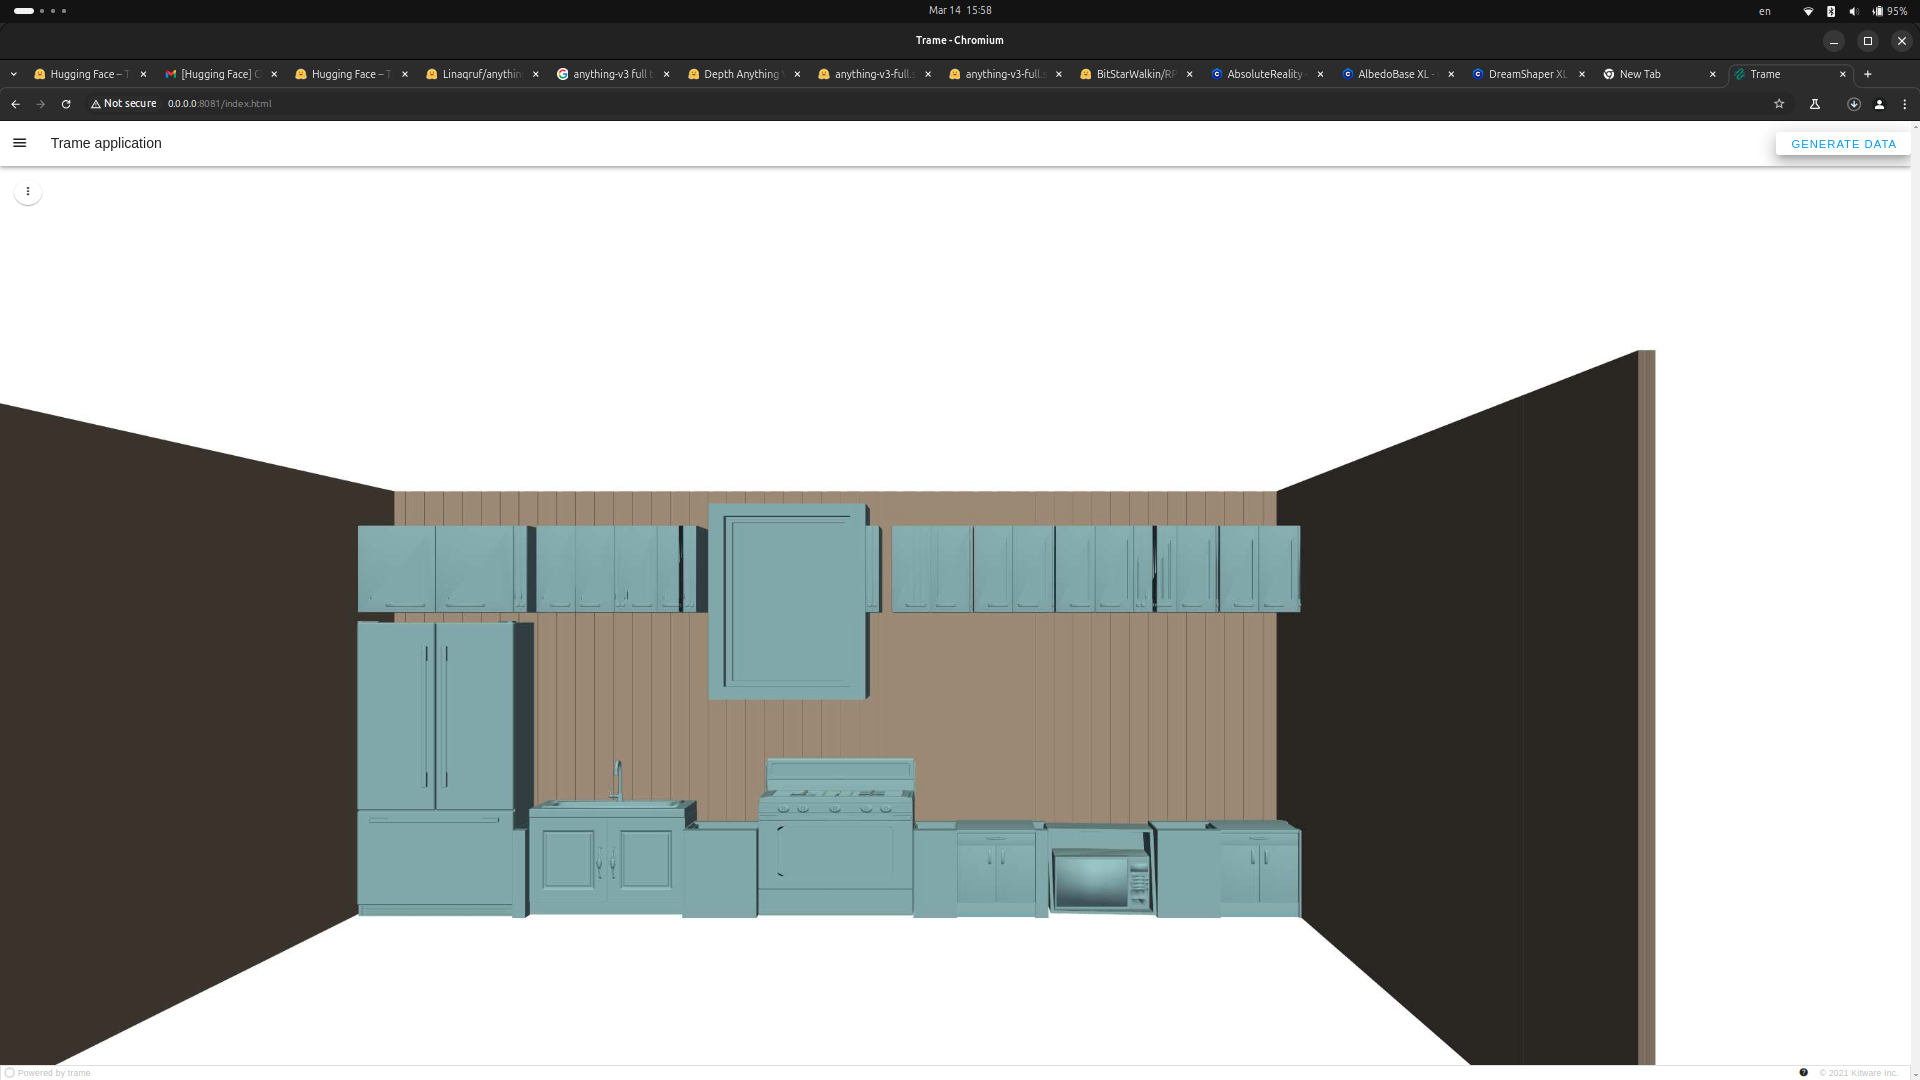 Mar 14 15:58
en
95%
Trame - Chromium
Hugging Face – T
[Hugging Face] C
Hugging Face – T
Linaqruf/anythin
anything-v3 full t
Depth Anything
anything-v3-full.s
anything-v3-full.s
BitStarWalkin/RP
AbsoluteReality
AlbedoBase XL -
DreamShaper XL
New Tab
Trame
Not secure
0.0.0.0:8081/index.html
Trame application
GENERATE DATA
Powered by trame
© 2021 Kitware Inc.